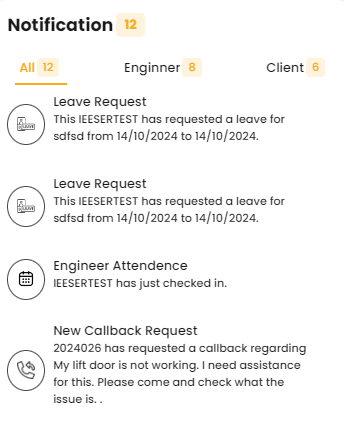 Notification 12
All 12 Enginner 8 Client 6
Leave Request
This IEESERTEST has requested a leave for
sdfsd from 14/10/2024 to 14/10/2024.
Leave Request
This IEESERTEST has requested a leave for
sdfsd from 14/10/2024 to 14/10/2024.
Engineer Attendence
IEESERTEST has just checked in.
New Callback Request
2024026 has requested a callback regarding
My lift door is not working. I need assistance
for this. Please come and check what the
issue is. .